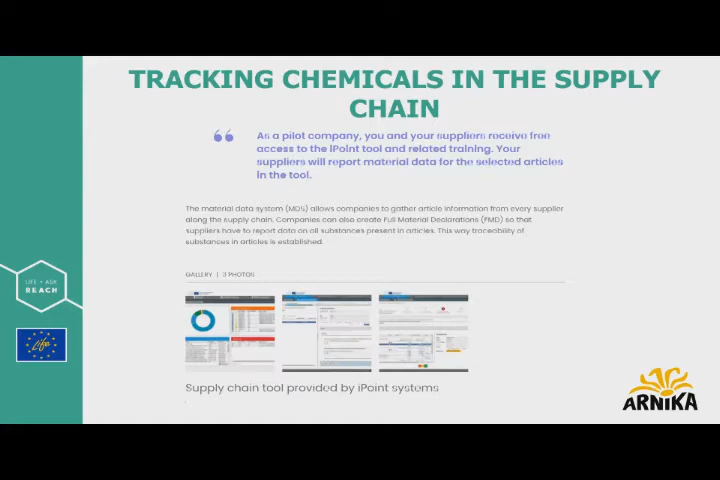 TRACKING CHEMICALS IN THE SUPPLY
CHAIN
As a pilot company, you and your suppliers receive free
access to the iPoint tool and related training. Your
suppliers will report material data for the selected articles
in the tool.
The material data system (MDS) allows companies to gather article information from every supplier
along the supply chain. Companies can also create Full Material Declarations (FMD) so that
suppliers have to report data on all substances present in articles. This way traceability of
substances in articles is established.
GALLERY | 3 PHOTOS
Supply chain tool provided by iPoint systems
LIFE + ASK
REACH
Life
ARNIKA